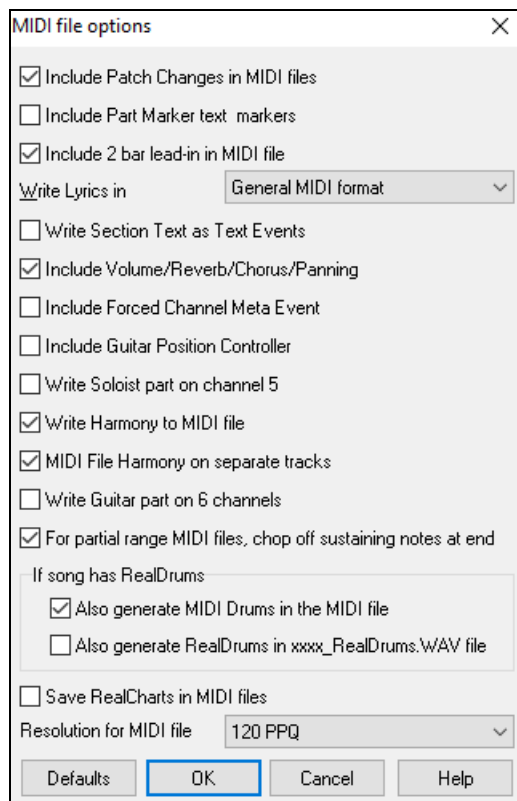 MIDI file options
Include Patch Changes in MIDI files
Include Part Marker text  markers
Include 2 bar lead-in in MIDI file
Write Lyrics in General MIDI format
Write Section Text as Text Events
Include Volume/Reverb/Chorus/Panning
Include Forced Channel Meta Event
Include Guitar Position Controller
Write Soloist part on channel 5
Write Harmony to MIDI file
MIDI File Harmony on separate tracks
Write Guitar part on 6 channels
For partial range MIDI files, chop off sustaining notes at end
If song has RealDrums
Also generate MIDI Drums in the MIDI file
Also generate RealDrums in xxxx_RealDrums.WAV file
Save RealCharts in MIDI files
Resolution for MIDI file 120 PPQ
Defaults OK Cancel Help